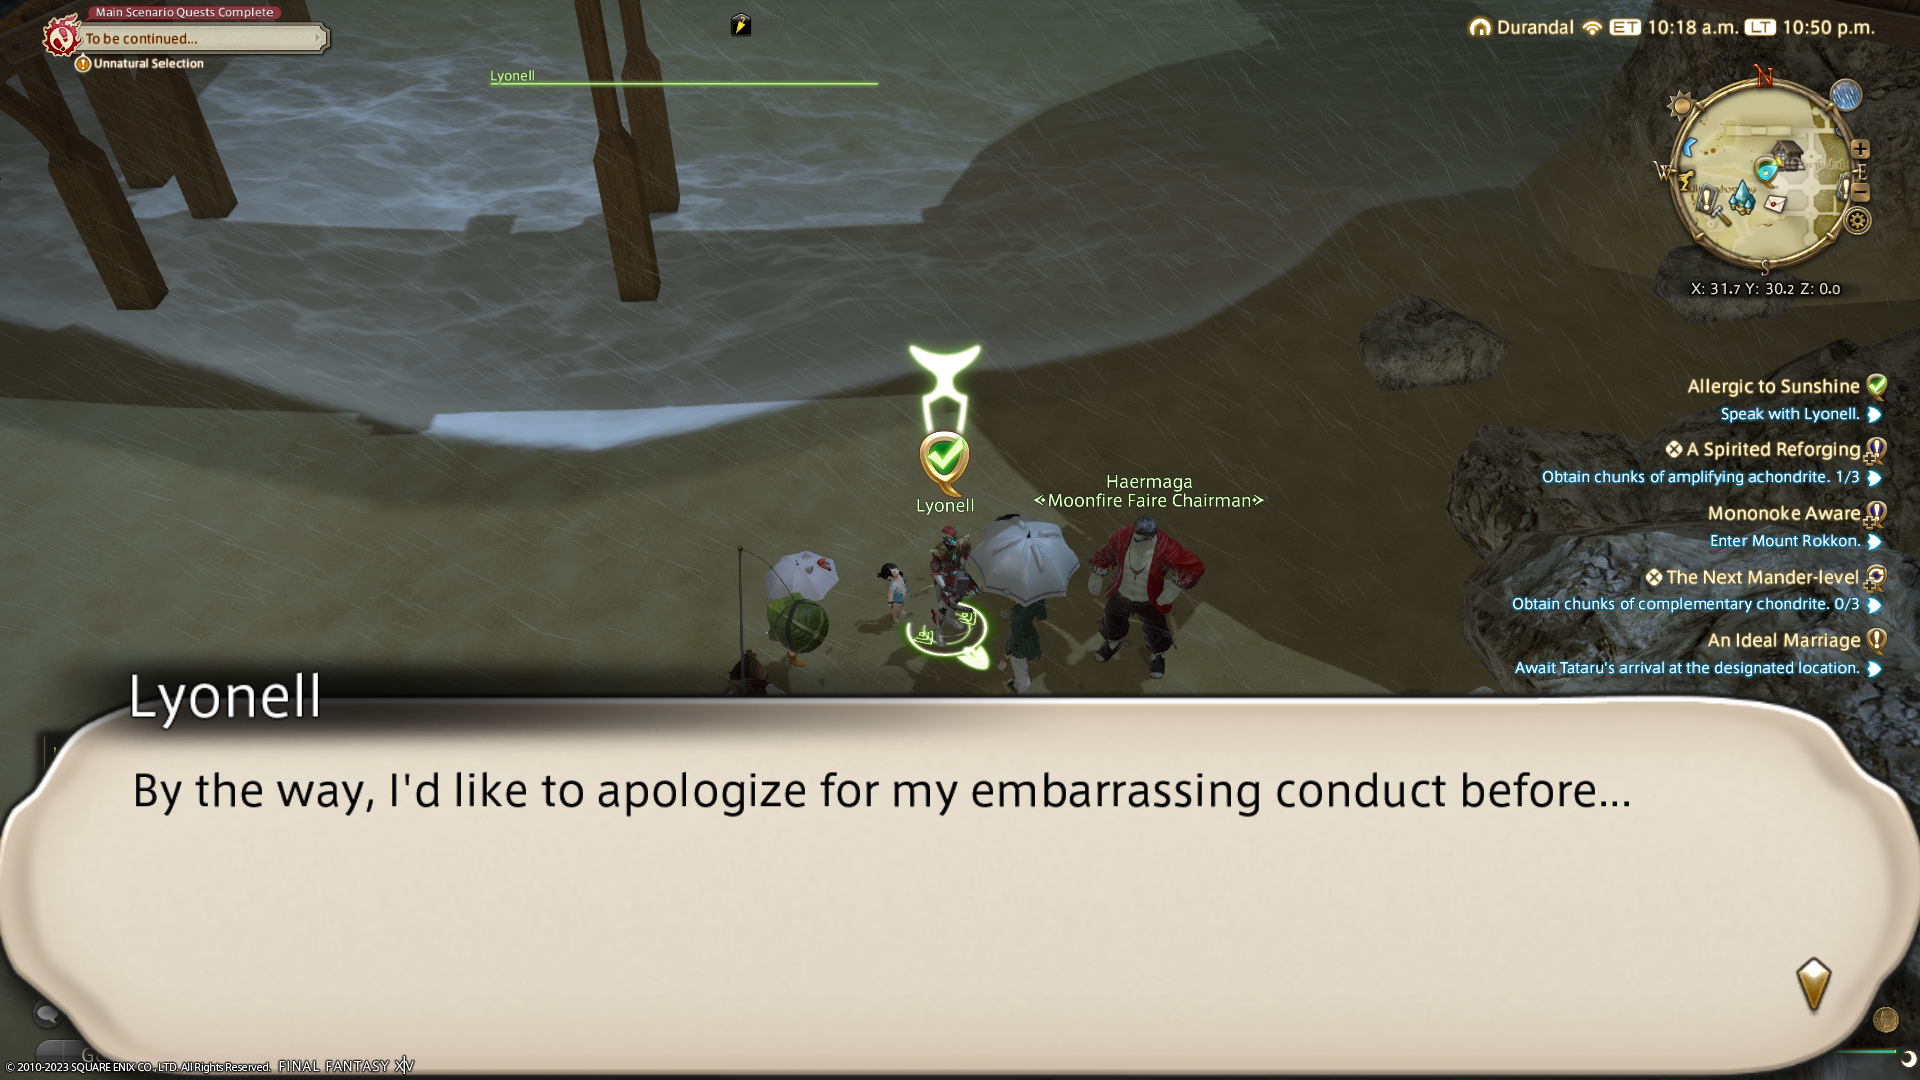 Main Scenario Quests Complete
To be continued...
Unnatural Selection
Lyonell
Durandal ET 10:18 a.m. LT 10:50 p.m.
N
W
E
S
X: 31.7 Y: 30.2 Z: 0.0
Allergic to Sunshine
Speak with Lyonell.
A Spirited Reforging
Obtain chunks of amplifying achondrite. 1/3
Mononoke Aware
Enter Mount Rokkon.
The Next Mander-level
Obtain chunks of complementary chondrite. 0/3
An Ideal Marriage
Await Tataru's arrival at the designated location.
Lyonell
Haermaga
Moonfire Faire Chairman
Lyonell
By the way, I'd like to apologize for my embarrassing conduct before...
© 2010-2023 SQUARE ENIX CO., LTD. All Rights Reserved. FINAL FANTASY XIV